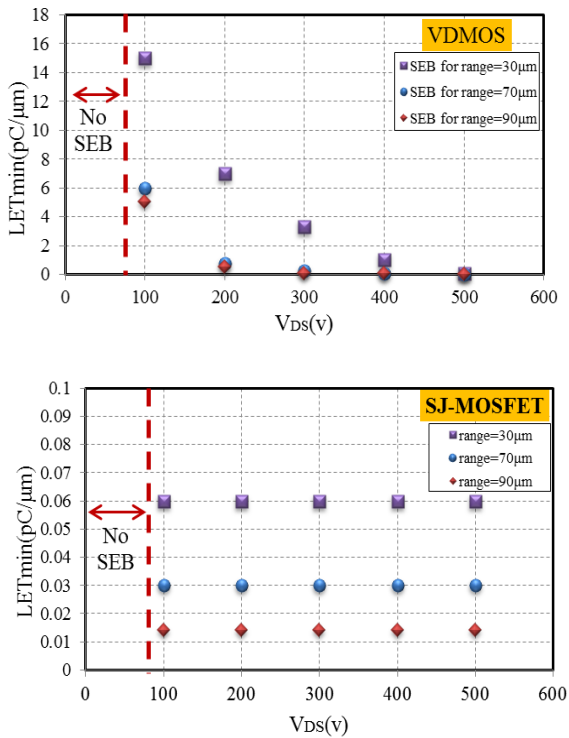 VDMOS
SEB for range=30μm
SEB for range=70μm
SEB for range=90μm
No
SEB
LETmin(pC/μm)
18
16
14
12
10
8
6
4
2
0
0 100 200 300 400 500 600
VDS(v)
SJ-MOSFET
range=30μm
range=70μm
range=90μm
No
SEB
LETmin(pC/μm)
0.1
0.09
0.08
0.07
0.06
0.05
0.04
0.03
0.02
0.01
0
0 100 200 300 400 500 600
VDS(v)